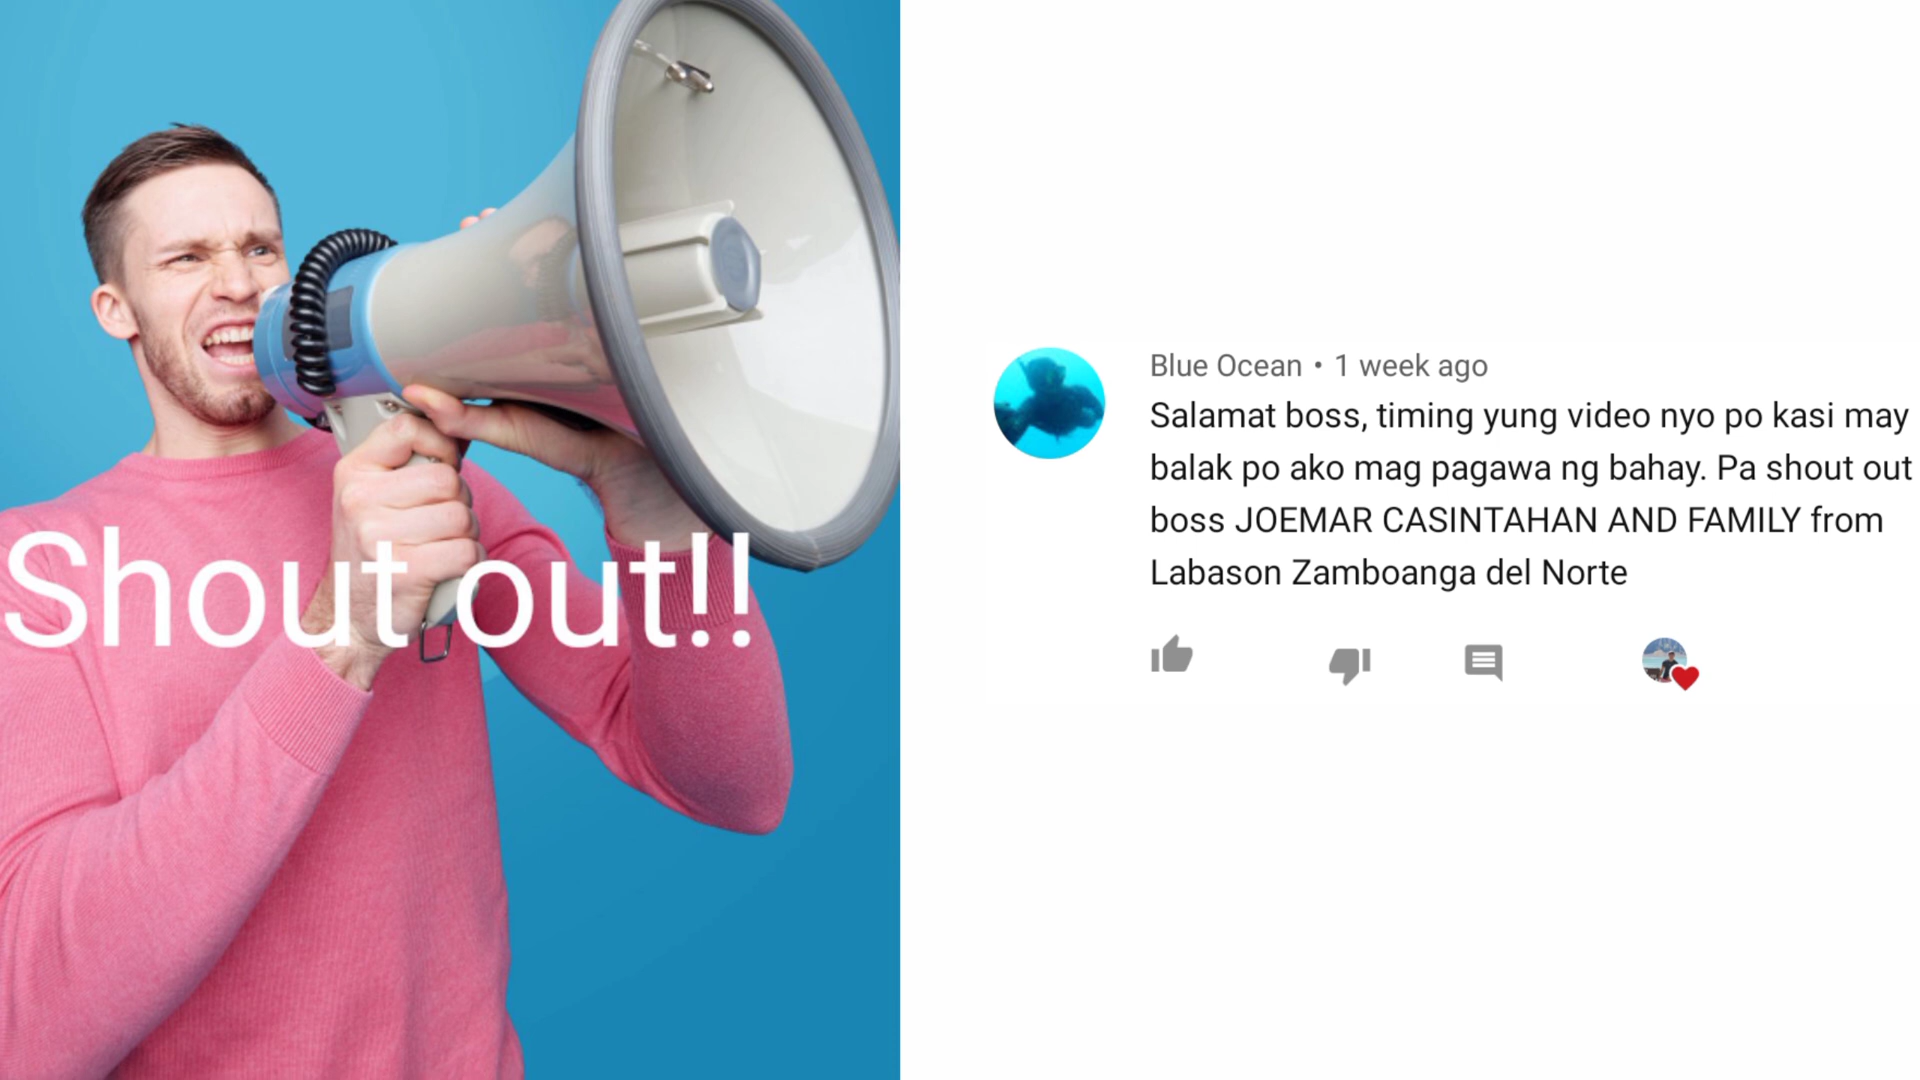 Shout out!!
Blue Ocean • 1 week ago
Salamat boss, timing yung video nyo po kasi may
balak po ako mag pagawa ng bahay. Pa shout out
boss JOEMAR CASINTAHAN AND FAMILY from
Labason Zamboanga del Norte